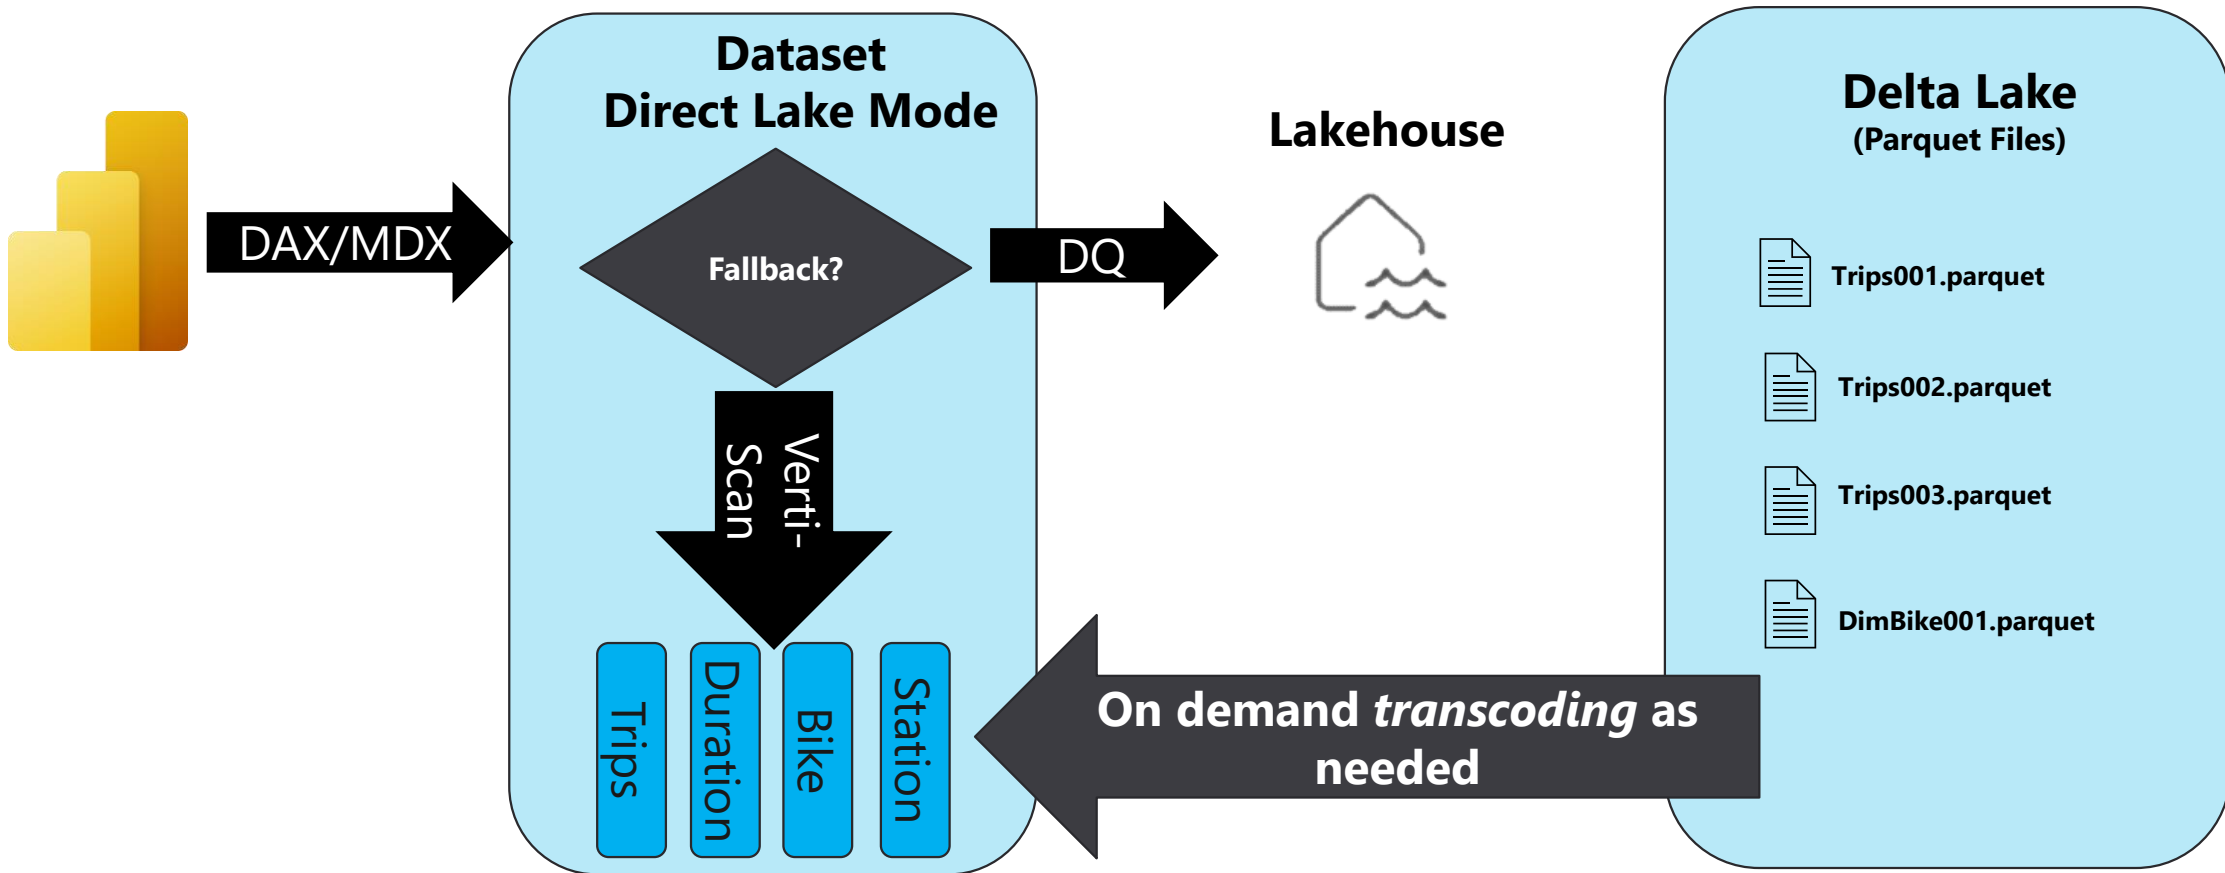 Dataset
Direct Lake Mode
DAX/MDX
Fallback?
DQ
Lakehouse
Verti-
Scan
Trips
Duration
Bike
Station
On demand transcoding as
needed
Delta Lake
(Parquet Files)
Trips001.parquet
Trips002.parquet
Trips003.parquet
DimBike001.parquet